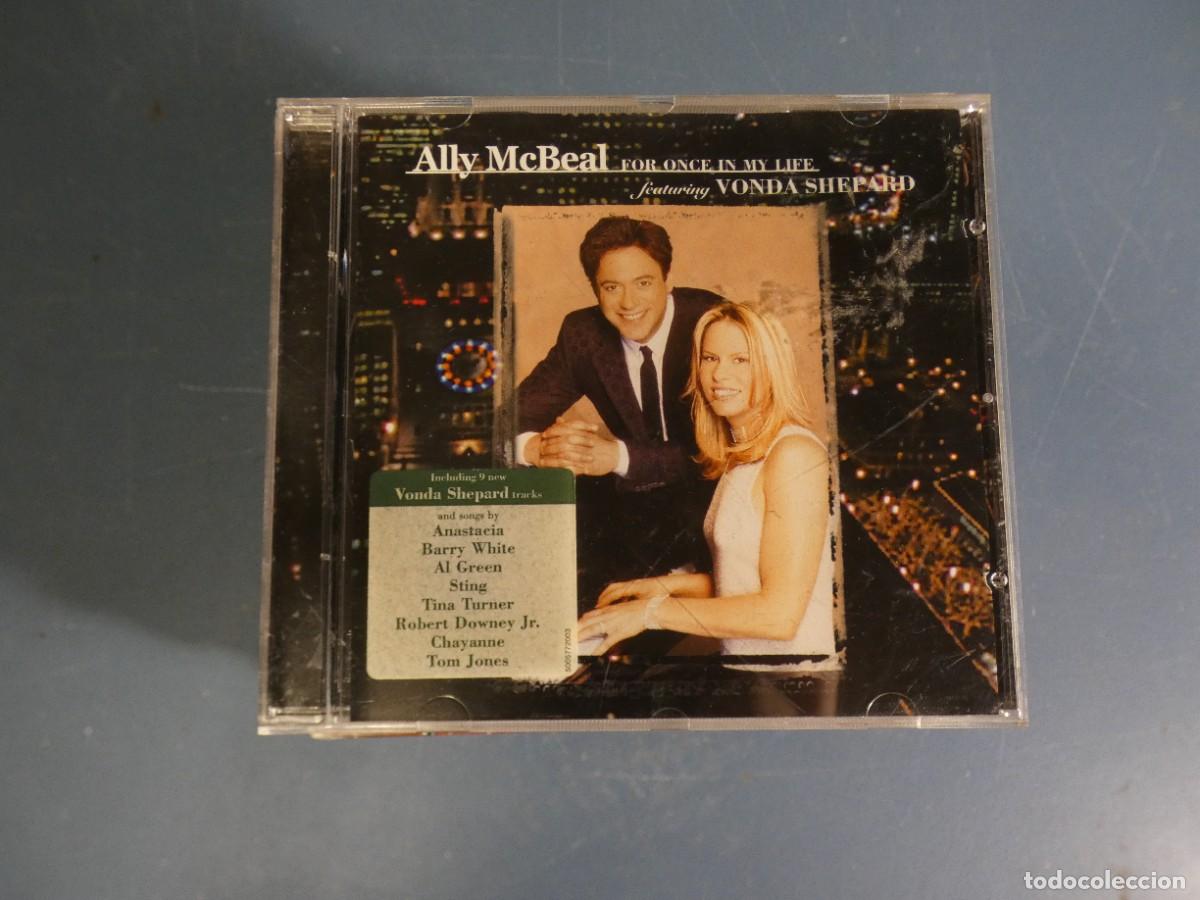 Ally McBeal FOR ONCE IN MY LIFE
featuring VONDA SHEPARD
Including 9 new
Vonda Shepard tracks
and songs by
Anastacia
Barry White
Al Green
Sting
Tina Turner
Robert Downey Jr.
Chayanne
Tom Jones
5005772003
todocoleccion